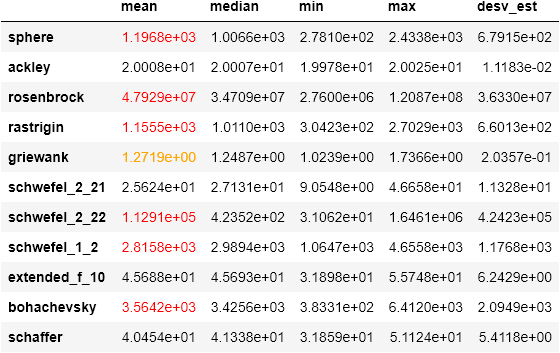 mean median min max desv_est
sphere 1.1968e+03 1.0066e+03 2.7810e+02 2.4338e+03 6.7915e+02
ackley 2.0008e+01 2.0007e+01 1.9978e+01 2.0025e+01 1.1183e-02
rosenbrock 4.7929e+07 3.4709e+07 2.7600e+06 1.2087e+08 3.6330e+07
rastrigin 1.1555e+03 1.0110e+03 3.0423e+02 2.7029e+03 6.6013e+02
griewank 1.2719e+00 1.2487e+00 1.0239e+00 1.7366e+00 2.0357e-01
schwefel_2_21 2.5624e+01 2.7131e+01 9.0548e+00 4.6658e+01 1.1328e+01
schwefel_2_22 1.1291e+05 4.2352e+02 3.1062e+01 1.6461e+06 4.2423e+05
schwefel_1_2 2.8158e+03 2.9894e+03 1.0647e+03 4.6558e+03 1.1768e+03
extended_f_10 4.5688e+01 4.5693e+01 3.1898e+01 5.5748e+01 6.2429e+00
bohachevsky 3.5642e+03 3.4256e+03 3.8331e+02 6.4120e+03 2.0949e+03
schaffer 4.0454e+01 4.1338e+01 3.1859e+01 5.1124e+01 5.4118e+00